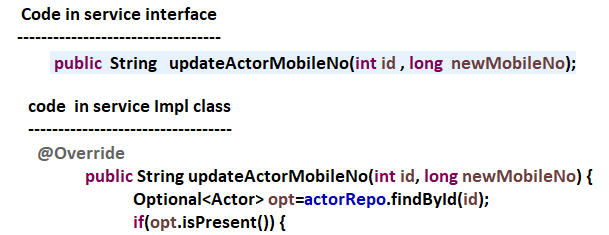 Code in service interface
----------------------------------
public String updateActorMobileNo(int id , long newMobileNo);
code in service Impl class
----------------------------------
@Override
public String updateActorMobileNo(int id, long newMobileNo) {
Optional<Actor> opt=actorRepo.findById(id);
if(opt.isPresent()) {